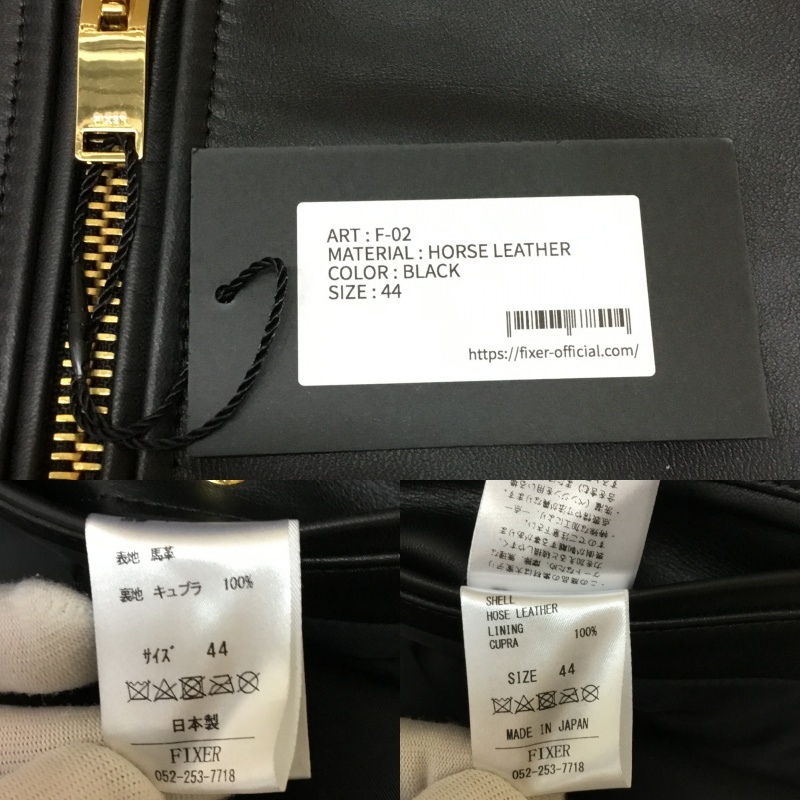 FIXER
ART : F-02
MATERIAL : HORSE LEATHER
COLOR : BLACK
SIZE : 44
https://fixer-official.com/
表地 馬革
裏地 キュプラ 100%
サイズ 44
日本製
FIXER
052-253-7718
SHELL
HOSE LEATHER
LINING 100%
CUPRA
SIZE 44
MADE IN JAPAN
FIXER
052-253-7718